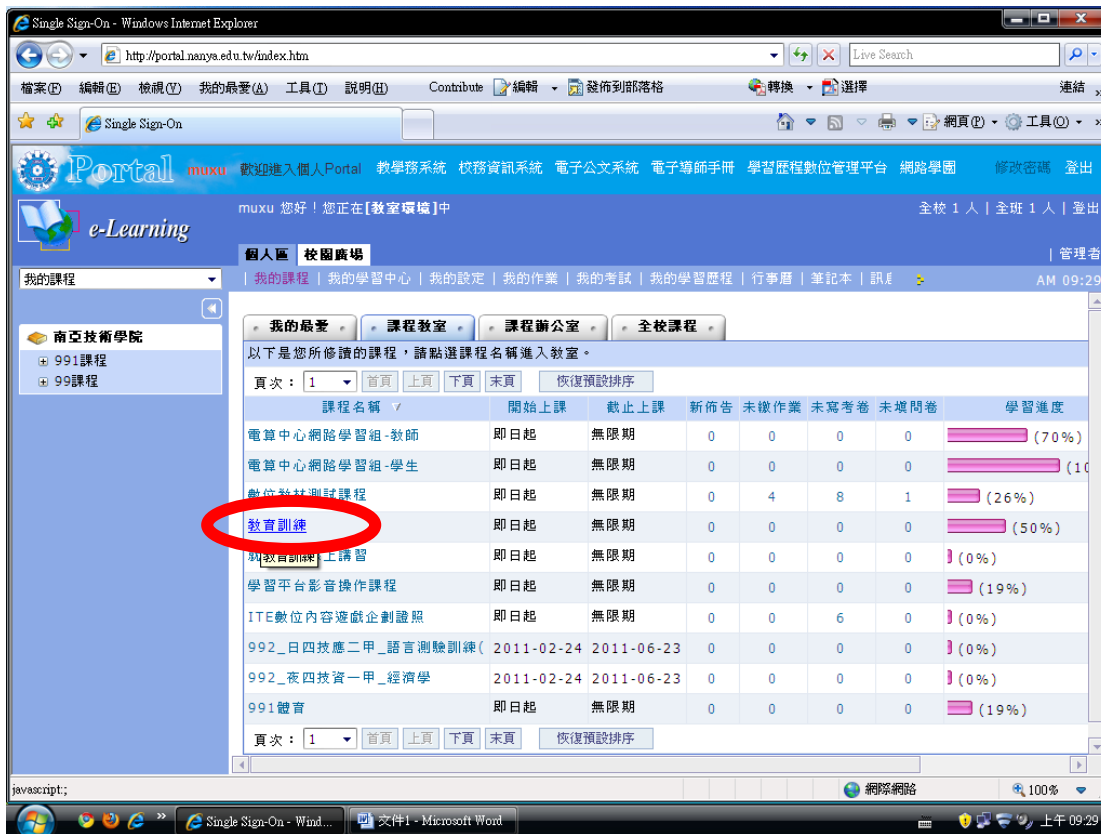 Single Sign-On - Windows Internet Explorer
http://portal.nanya.edu.tw/index.htm Live Search
檔案(F) 編輯(E) 檢視(V) 我的最愛(A) 工具(T) 說明(H) Contribute 編輯 發佈到部落格 轉換 選擇 連結 »
Single Sign-On 網頁(P) 工具(O) »
Portal muxu 歡迎進入個人Portal 教學務系統 校務資訊系統 電子公文系統 電子導師手冊 學習歷程數位管理平台 網路學園 修改密碼 登出
e-Learning
muxu 您好！您正在[教室環境]中 全校 1 人 | 全班 1 人 | 登出
個人區 校園廣場 | 管理者
我的課程
| 我的課程 | 我的學習中心 | 我的設定 | 我的作業 | 我的考試 | 我的學習歷程 | 行事曆 | 筆記本 | 訊息 AM 09:29
南亞技術學院
991課程
99課程
我的最愛 課程教室 課程辦公室 全校課程
以下是您所修讀的課程，請點選課程名稱進入教室。
頁次： 1 首頁 上頁 下頁 末頁 恢復預設排序
課程名稱 開始上課 截止上課 新佈告 未繳作業 未寫考卷 未填問卷 學習進度
電算中心網路學習組-教師 即日起 無限期 0 0 0 0 (70%)
電算中心網路學習組-學生 即日起 無限期 0 0 0 0 (10
數位教材測試課程 即日起 無限期 0 4 8 1 (26%)
教育訓練 即日起 無限期 0 0 0 0 (50%)
教育訓練 上講習 即日起 無限期 0 0 0 0 (0%)
學習平台影音操作課程 即日起 無限期 0 0 0 0 (19%)
ITE數位內容遊戲企劃證照 即日起 無限期 0 0 6 0 (0%)
992_日四技應二甲_語言測驗訓練( 2011-02-24 2011-06-23 0 0 0 0 (0%)
992_夜四技資一甲_經濟學 2011-02-24 2011-06-23 0 0 0 0 (0%)
991體育 即日起 無限期 0 0 0 0 (19%)
頁次： 1 首頁 上頁 下頁 末頁 恢復預設排序
javascript:; 網際網路 100%
» Single Sign-On - Wind... 文件1 - Microsoft Word 上午 09:29